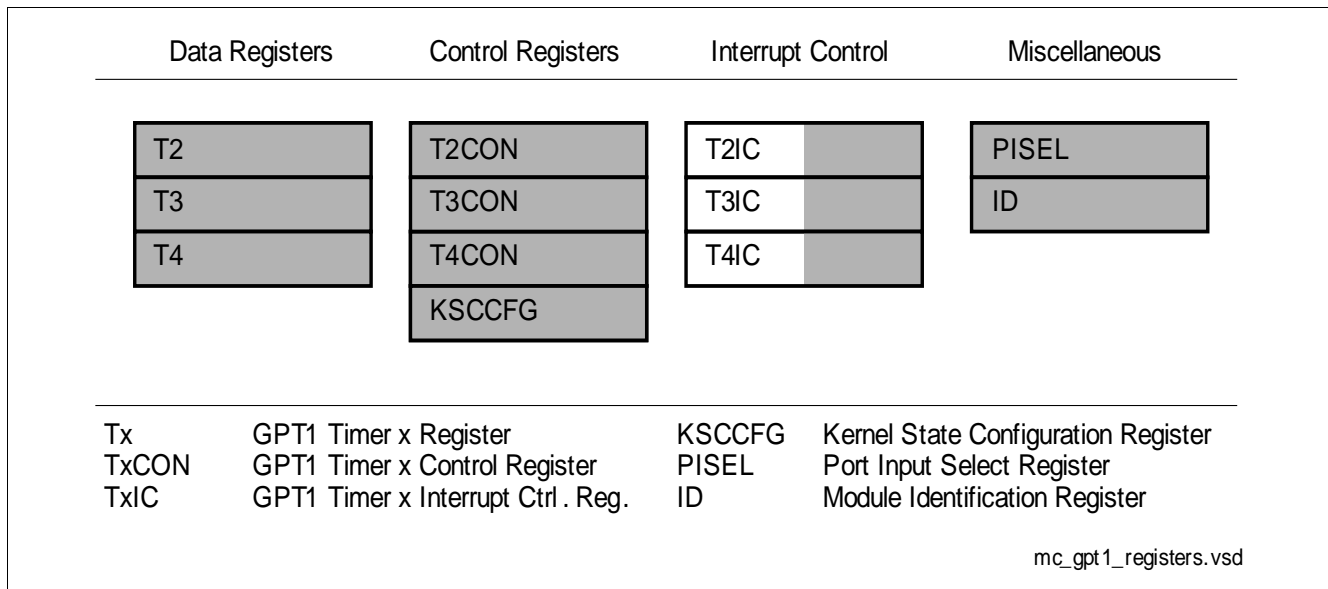 Data Registers Control Registers Interrupt Control Miscellaneous
T2 T2CON T2IC PISEL
T3 T3CON T3IC ID
T4 T4CON T4IC
KSCCFG
Tx GPT1 Timer x Register KSCCFG Kernel State Configuration Register
TxCON GPT1 Timer x Control Register PISEL Port Input Select Register
TxIC GPT1 Timer x Interrupt Ctrl . Reg. ID Module Identification Register
mc_gpt1_registers.vsd